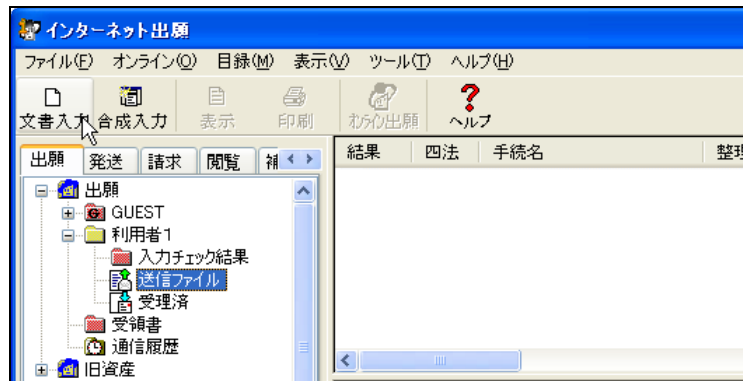 インターネット出願
ファイル(F) オンライン(O) 目録(M) 表示(V) ツール(T) ヘルプ(H)
文書入力 合成入力 表示 印刷 オンライン出願 ヘルプ
出願 発送 請求 閲覧 補
結果 四法 手続名 整理
出願
GUEST
利用者1
入力チェック結果
送信ファイル
受理済
受領書
通信履歴
旧資産